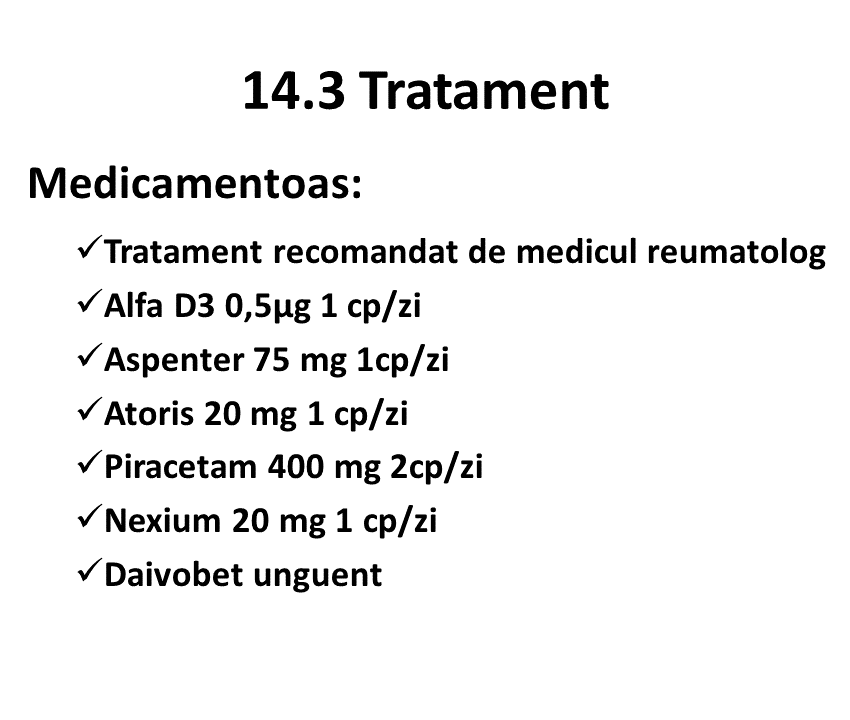 14.3 Tratament
Medicamentoas:
✓Tratament recomandat de medicul reumatolog
✓Alfa D3 0,5µg 1 cp/zi
✓Aspenter 75 mg 1cp/zi
✓Atoris 20 mg 1 cp/zi
✓Piracetam 400 mg 2cp/zi
✓Nexium 20 mg 1 cp/zi
✓Daivobet unguent